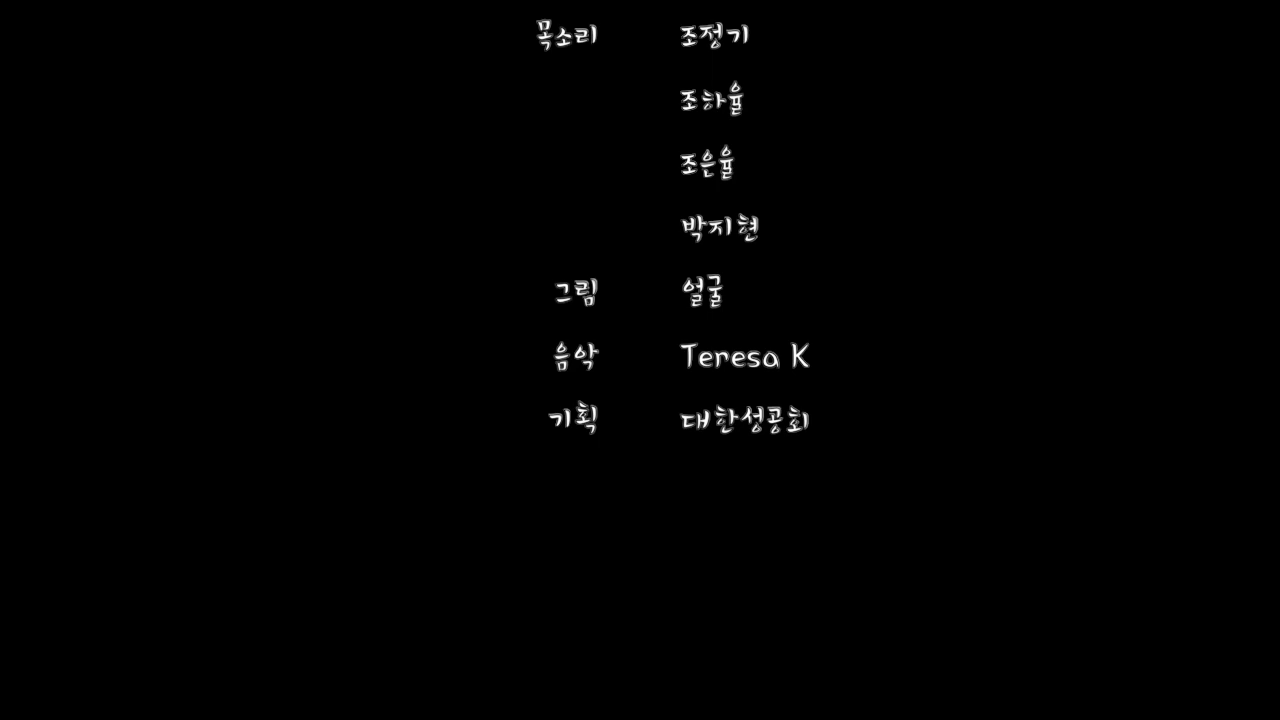 목소리 조정기
조하율
조은율
박지현
그림 얼굴
음악 Teresa K
기획 대한성공회